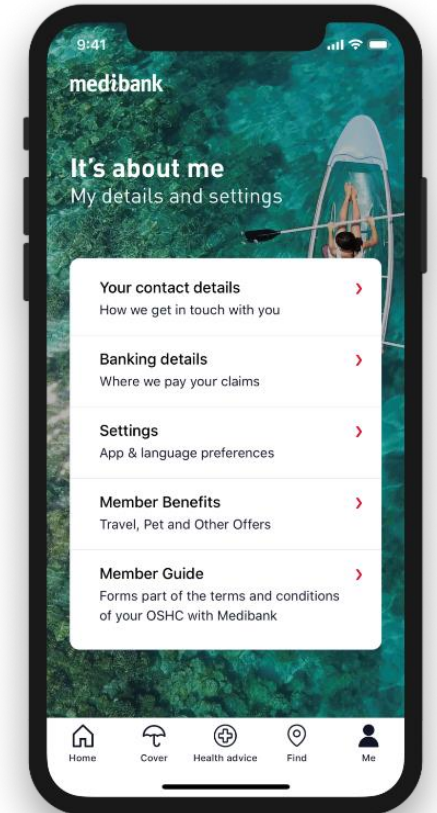 9:41
medibank
It's about me
My details and settings
Your contact details
How we get in touch with you
Banking details
Where we pay your claims
Settings
App & language preferences
Member Benefits
Travel, Pet and Other Offers
Member Guide
Forms part of the terms and conditions
of your OSHC with Medibank
Home Cover Health advice Find Me